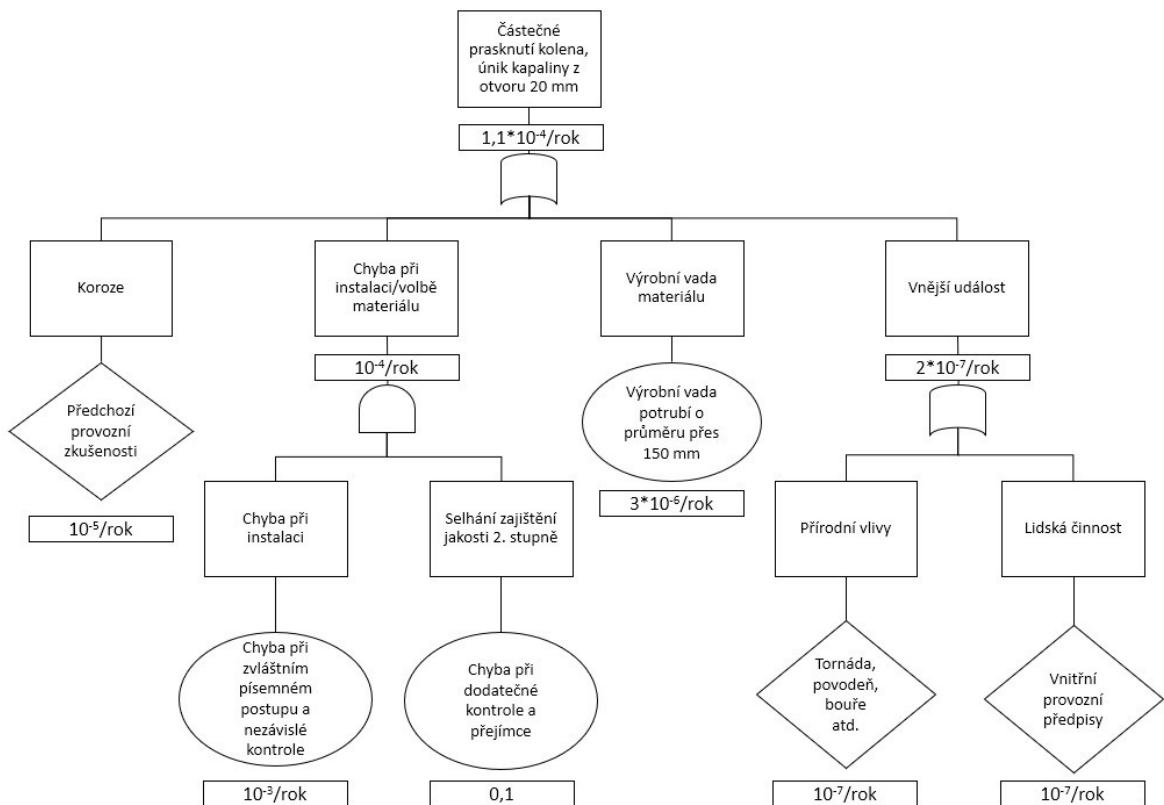 Částečné
prasknutí kolena,
únik kapaliny z
otvoru 20 mm
1,1*10⁻⁴/rok
Koroze
Chyba při
instalaci/volbě
materiálu
Výrobní vada
materiálu
Vnější událost
10⁻⁴/rok
2*10⁻⁷/rok
Předchozí
provozní
zkušenosti
Výrobní vada
potrubí o
průměru přes
150 mm
10⁻⁵/rok
3*10⁻⁶/rok
Chyba při
instalaci
Selhání zajištění
jakosti 2. stupně
Přírodní vlivy
Lidská činnost
Chyba při
zvláštním
písemném
postupu a
nezávislé
kontrole
Chyba při
dodatečné
kontrole a
přejímce
Tornáda,
povodeň,
bouře
atd.
Vnitřní
provozní
předpisy
10⁻³/rok
0,1
10⁻⁷/rok
10⁻⁷/rok